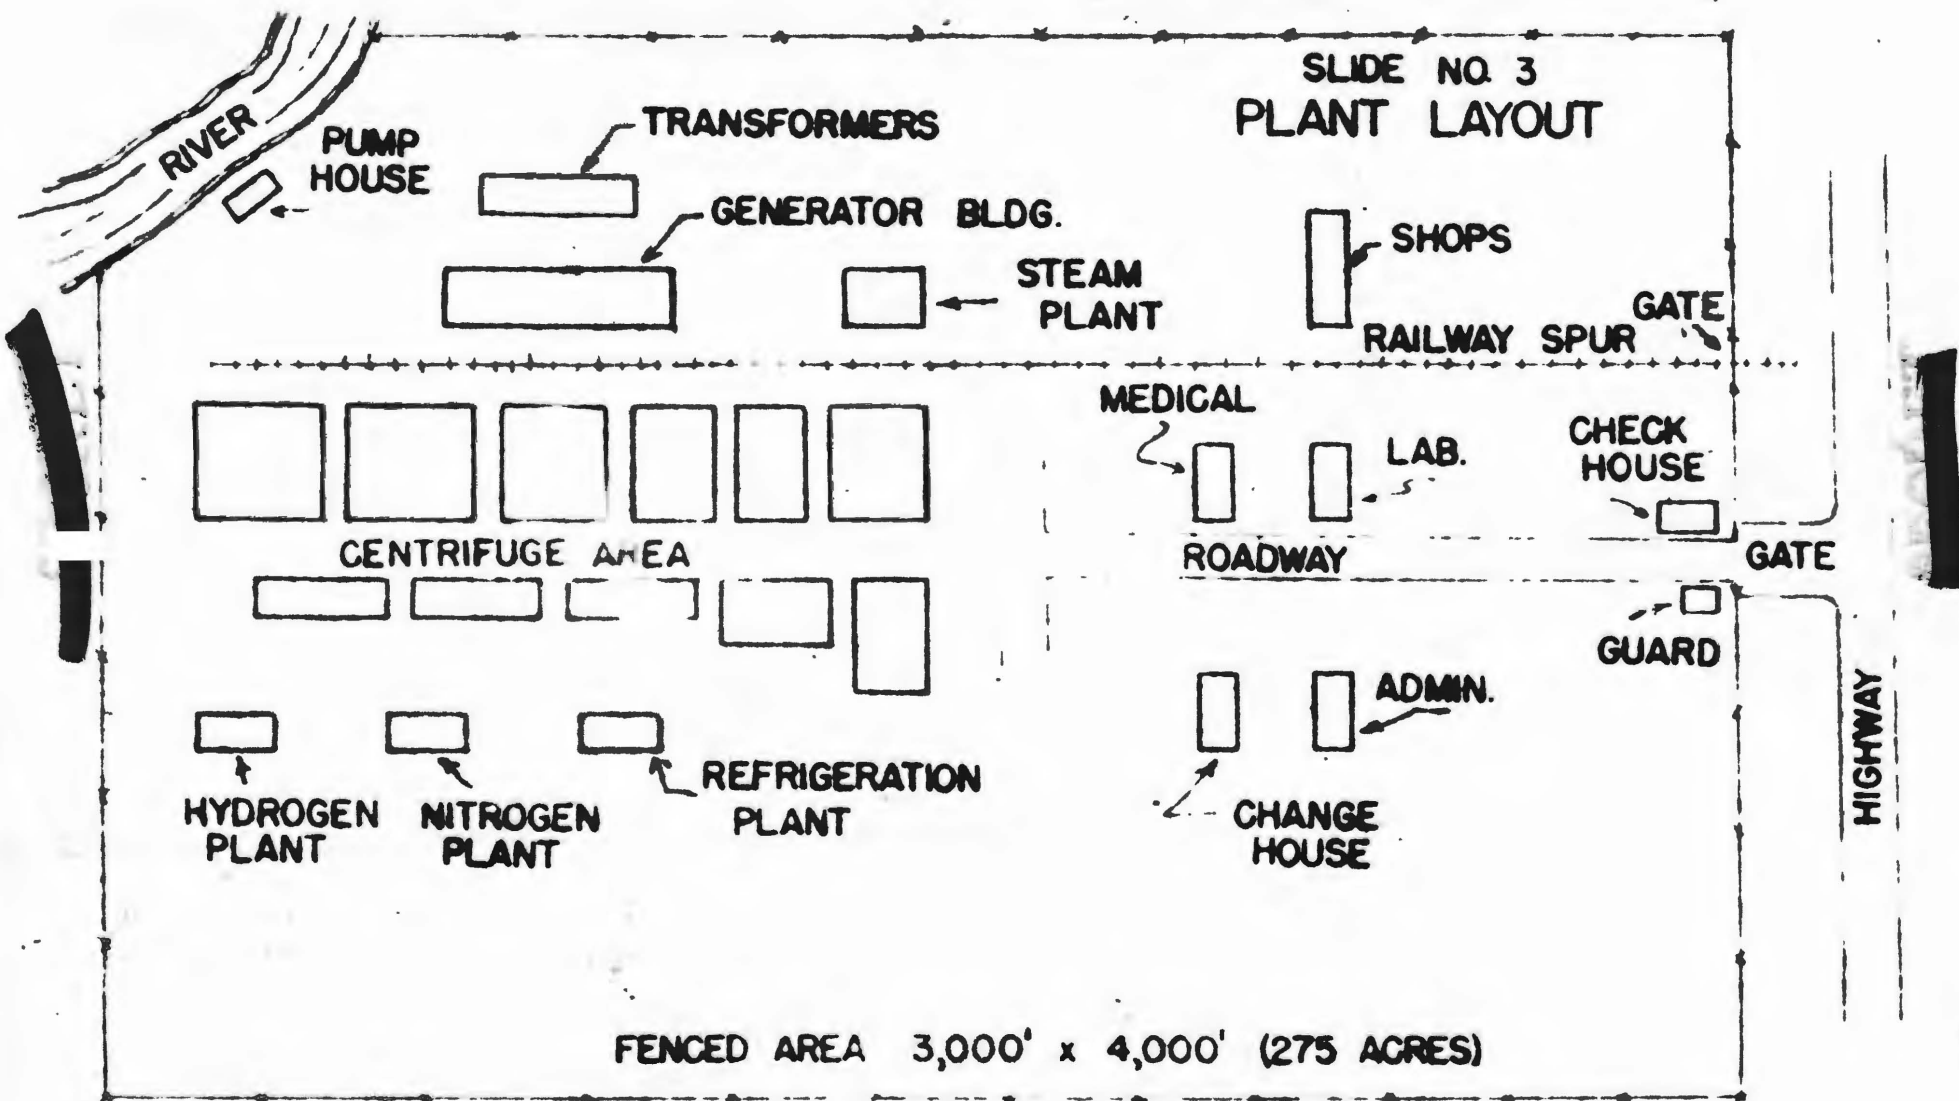 SLIDE NO. 3
PLANT LAYOUT
RIVER
PUMP
HOUSE
TRANSFORMERS
GENERATOR BLDG.
STEAM
PLANT
SHOPS
GATE
RAILWAY SPUR
MEDICAL
LAB.
CHECK
HOUSE
CENTRIFUGE AREA
ROADWAY
GATE
GUARD
ADMIN.
HIGHWAY
HYDROGEN
PLANT
NITROGEN
PLANT
REFRIGERATION
PLANT
CHANGE
HOUSE
FENCED AREA 3,000' x 4,000' (275 ACRES)